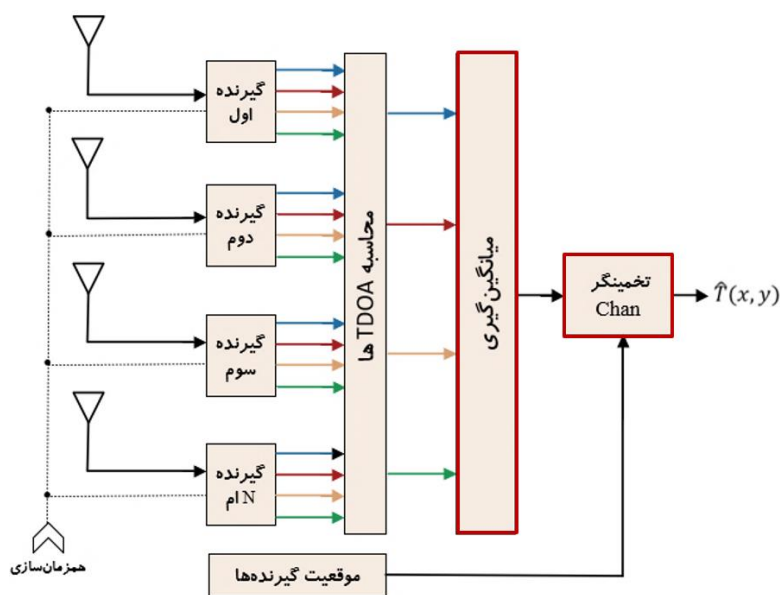 گیرنده
اول
گیرنده
دوم
گیرنده
سوم
گیرنده
N ام
محاسبه TDOA ها
میانگین‌گیری
تخمینگر
Chan
T̂(x, y)
موقعیت گیرنده‌ها
همزمان‌سازی